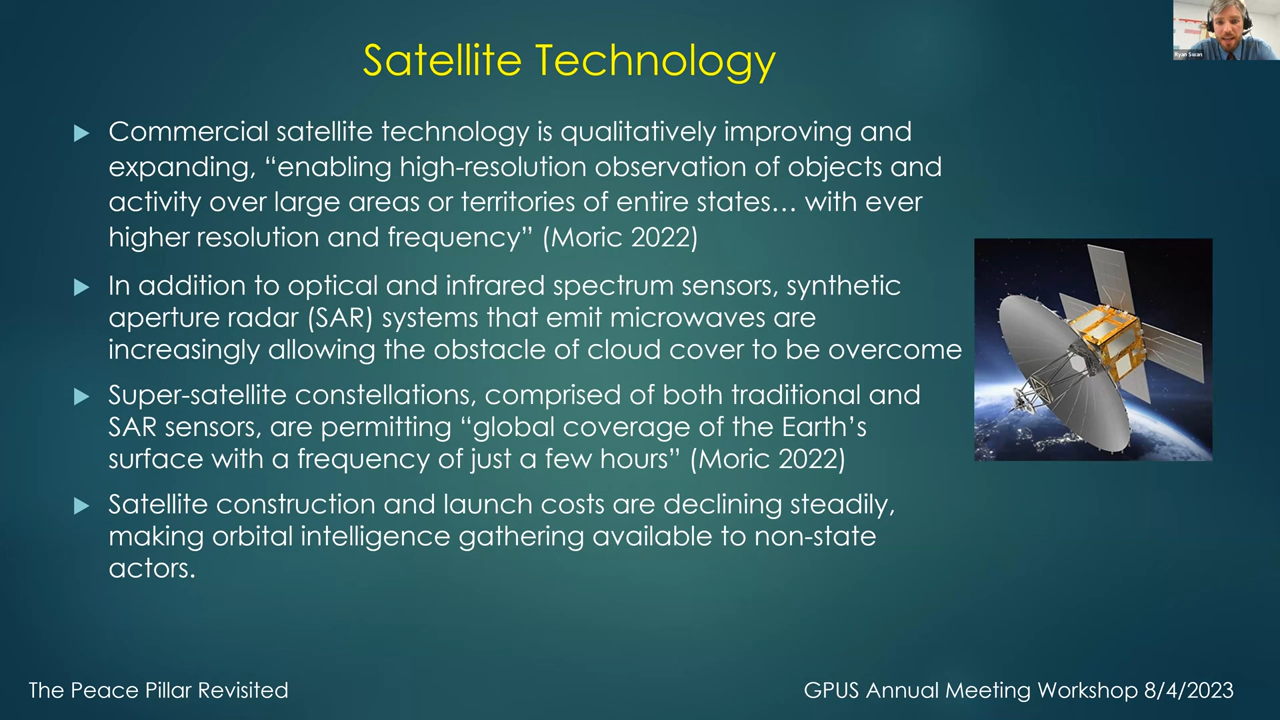 Satellite Technology
Ryan Swan
Commercial satellite technology is qualitatively improving and
expanding, “enabling high-resolution observation of objects and
activity over large areas or territories of entire states… with ever
higher resolution and frequency” (Moric 2022)
In addition to optical and infrared spectrum sensors, synthetic
aperture radar (SAR) systems that emit microwaves are
increasingly allowing the obstacle of cloud cover to be overcome
Super-satellite constellations, comprised of both traditional and
SAR sensors, are permitting “global coverage of the Earth’s
surface with a frequency of just a few hours” (Moric 2022)
Satellite construction and launch costs are declining steadily,
making orbital intelligence gathering available to non-state
actors.
The Peace Pillar Revisited
GPUS Annual Meeting Workshop 8/4/2023